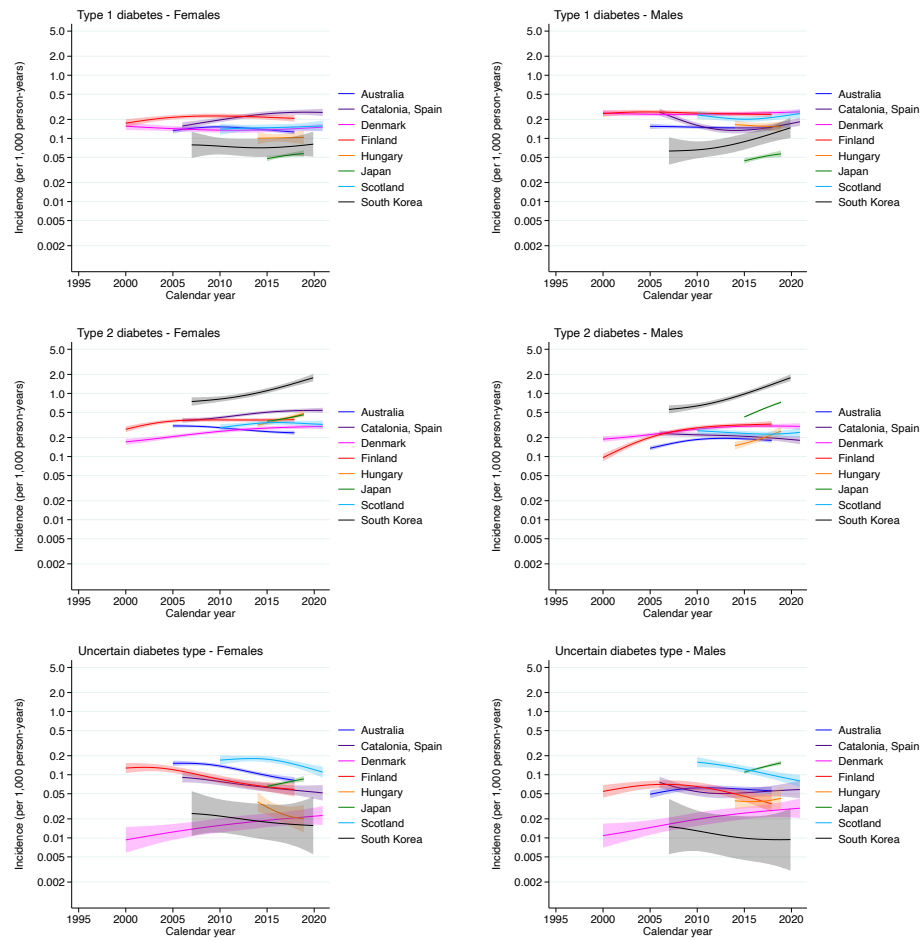 Type 1 diabetes - Females
Incidence (per 1,000 person-years)
5.0
2.0
1.0
0.5
0.2
0.1
0.05
0.02
0.01
0.005
0.002
1995 2000 2005 2010 2015 2020
Calendar year
Australia
Catalonia, Spain
Denmark
Finland
Hungary
Japan
Scotland
South Korea
Type 1 diabetes - Males
Incidence (per 1,000 person-years)
5.0
2.0
1.0
0.5
0.2
0.1
0.05
0.02
0.01
0.005
0.002
1995 2000 2005 2010 2015 2020
Calendar year
Australia
Catalonia, Spain
Denmark
Finland
Hungary
Japan
Scotland
South Korea
Type 2 diabetes - Females
Incidence (per 1,000 person-years)
5.0
2.0
1.0
0.5
0.2
0.1
0.05
0.02
0.01
0.005
0.002
1995 2000 2005 2010 2015 2020
Calendar year
Australia
Catalonia, Spain
Denmark
Finland
Hungary
Japan
Scotland
South Korea
Type 2 diabetes - Males
Incidence (per 1,000 person-years)
5.0
2.0
1.0
0.5
0.2
0.1
0.05
0.02
0.01
0.005
0.002
1995 2000 2005 2010 2015 2020
Calendar year
Australia
Catalonia, Spain
Denmark
Finland
Hungary
Japan
Scotland
South Korea
Uncertain diabetes type - Females
Incidence (per 1,000 person-years)
5.0
2.0
1.0
0.5
0.2
0.1
0.05
0.02
0.01
0.005
0.002
1995 2000 2005 2010 2015 2020
Calendar year
Australia
Catalonia, Spain
Denmark
Finland
Hungary
Japan
Scotland
South Korea
Uncertain diabetes type - Males
Incidence (per 1,000 person-years)
5.0
2.0
1.0
0.5
0.2
0.1
0.05
0.02
0.01
0.005
0.002
1995 2000 2005 2010 2015 2020
Calendar year
Australia
Catalonia, Spain
Denmark
Finland
Hungary
Japan
Scotland
South Korea